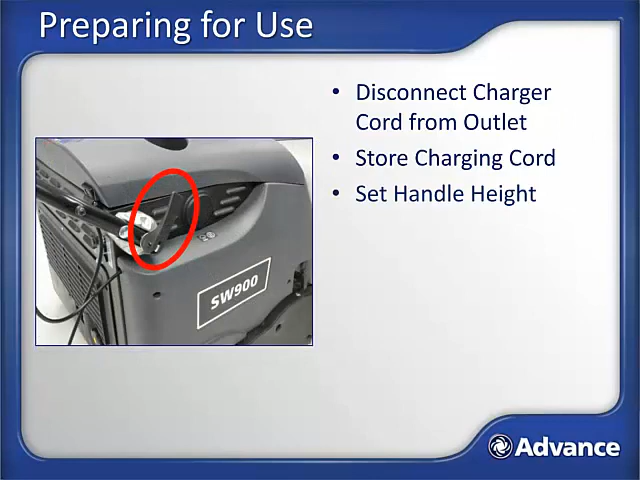 Preparing for Use
• Disconnect Charger
Cord from Outlet
• Store Charging Cord
• Set Handle Height
SW900
Advance